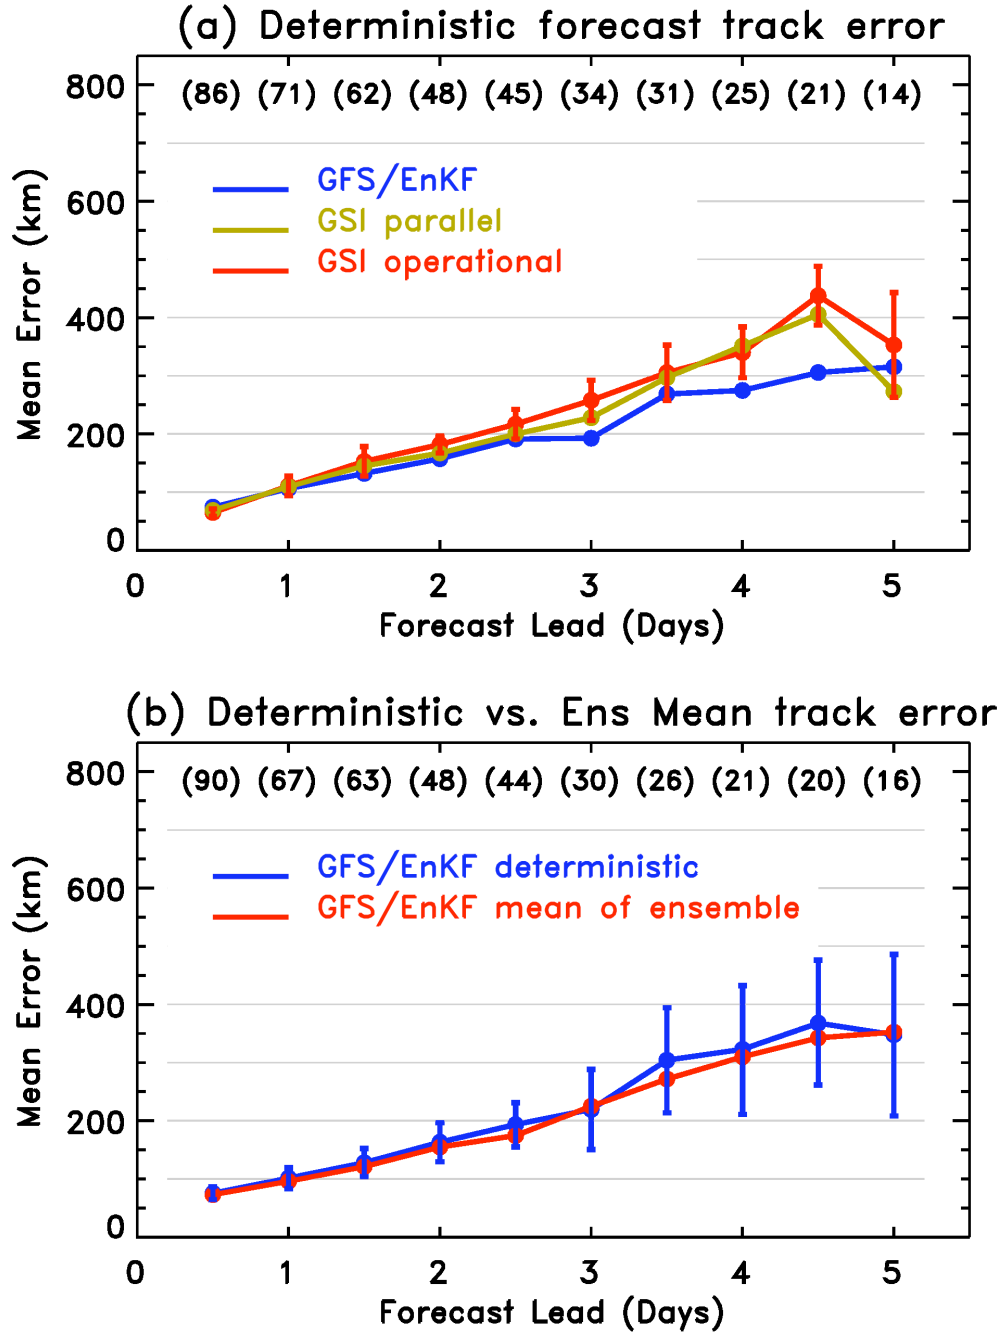 (a) Deterministic forecast track error
800
(86) (71) (62) (48) (45) (34) (31) (25) (21) (14)
GFS/EnKF
600
GSI parallel
GSI operational
Mean Error (km)
400
200
0
0 1 2 3 4 5
Forecast Lead (Days)
(b) Deterministic vs. Ens Mean track error
800
(90) (67) (63) (48) (44) (30) (26) (21) (20) (16)
GFS/EnKF deterministic
600
GFS/EnKF mean of ensemble
Mean Error (km)
400
200
0
0 1 2 3 4 5
Forecast Lead (Days)